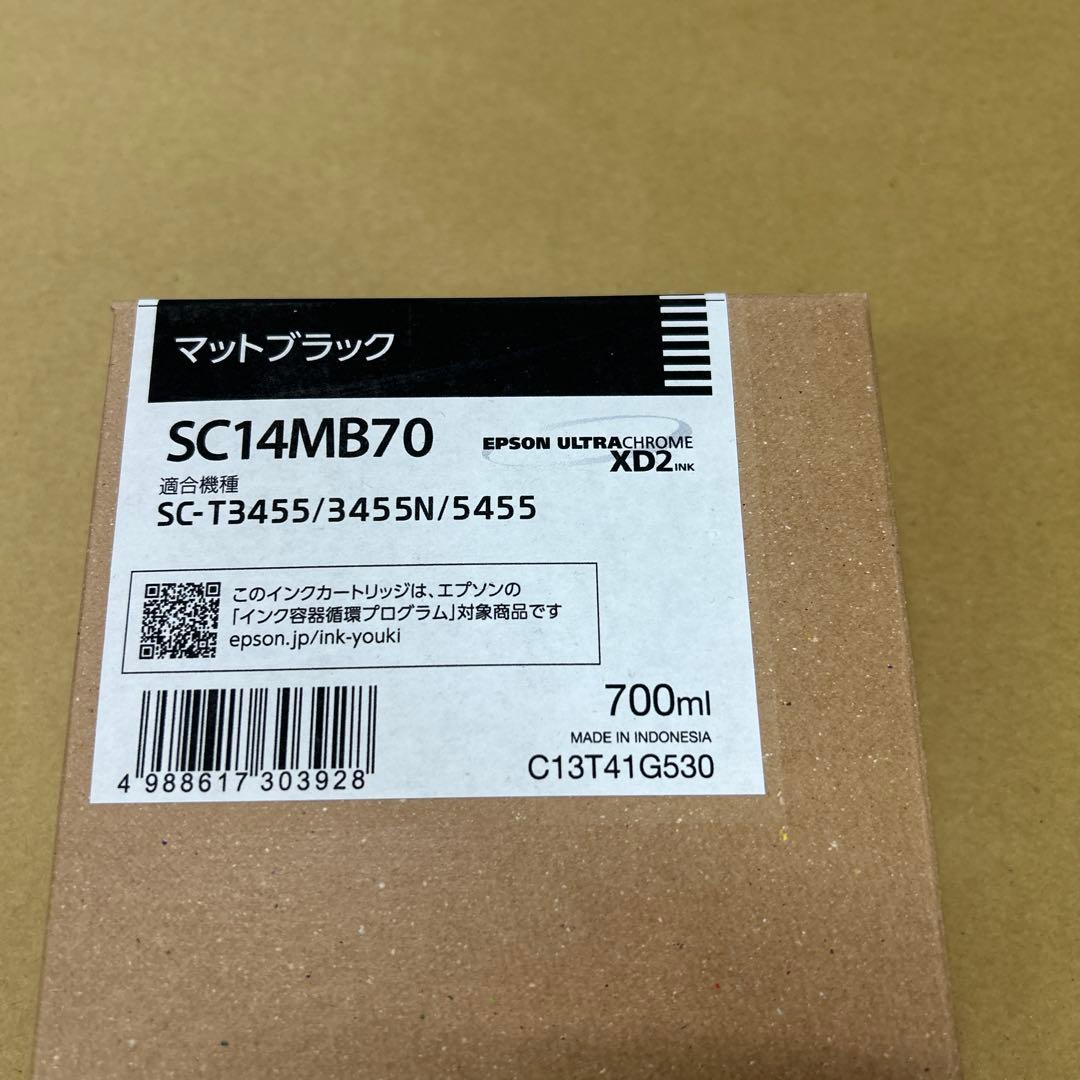 マットブラック
SC14MB70
EPSON ULTRACHROME
XD2 INK
適合機種
SC-T3455/3455N/5455
このインクカートリッジは、エプソンの
「インク容器循環プログラム」対象商品です
epson.jp/ink-youki
700ml
MADE IN INDONESIA
C13T41G530
4 988617 303928